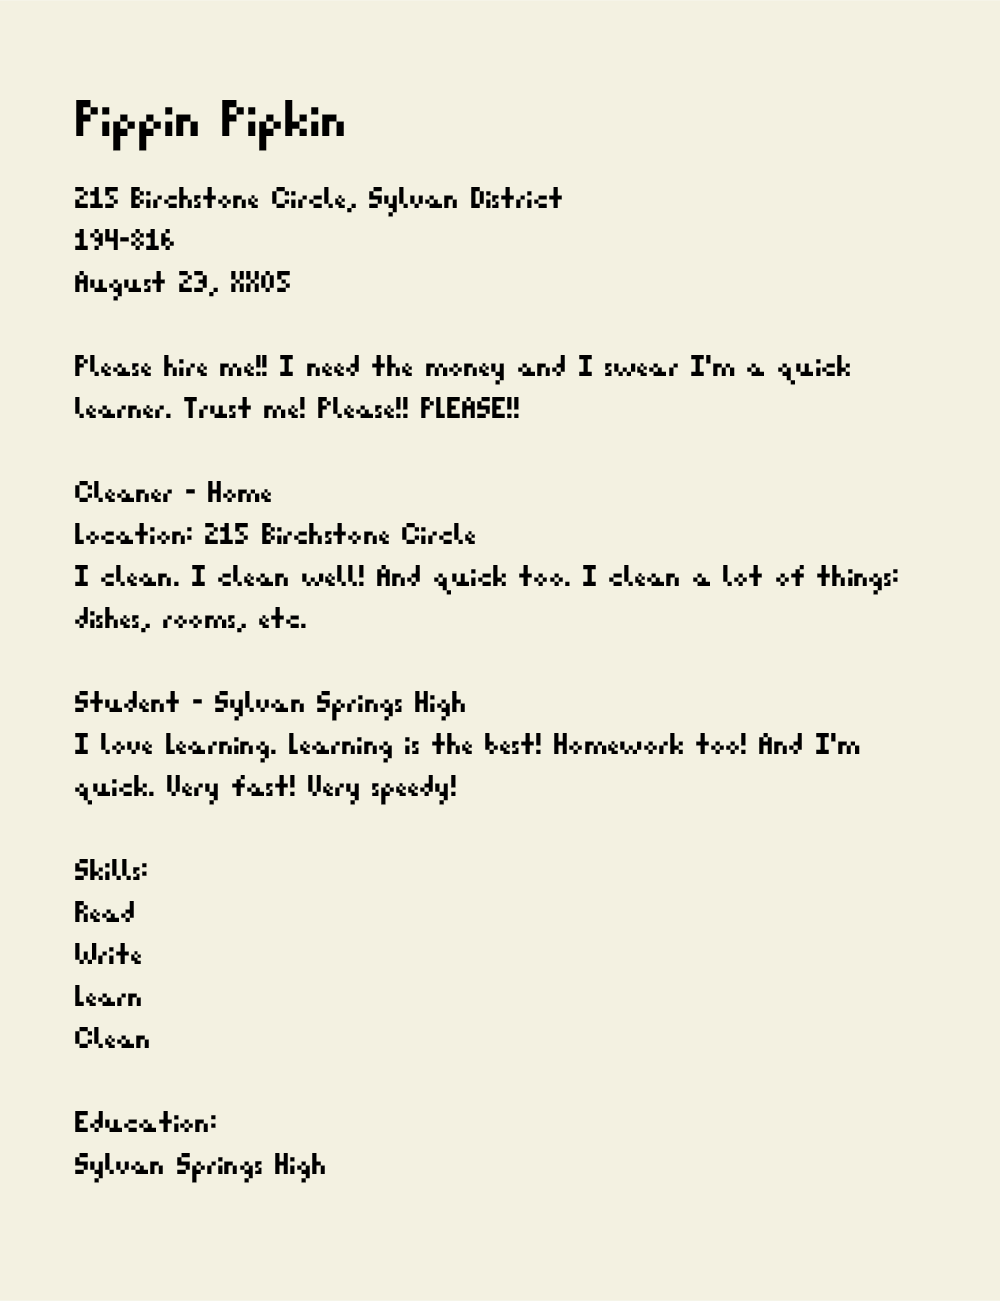 Pippin Pipkin
215 Birchstone Circle, Sylvan District
194-816
August 23, XX05
Please hire me!! I need the money and I swear I'm a quick
learner. Trust me! Please!! PLEASE!!
Cleaner - Home
Location: 215 Birchstone Circle
I clean. I clean well! And quick too. I clean a lot of things:
dishes, rooms, etc.
Student - Sylvan Springs High
I love learning. Learning is the best! Homework too! And I'm
quick. Very fast! Very speedy!
Skills:
Read
Write
Learn
Clean
Education:
Sylvan Springs High